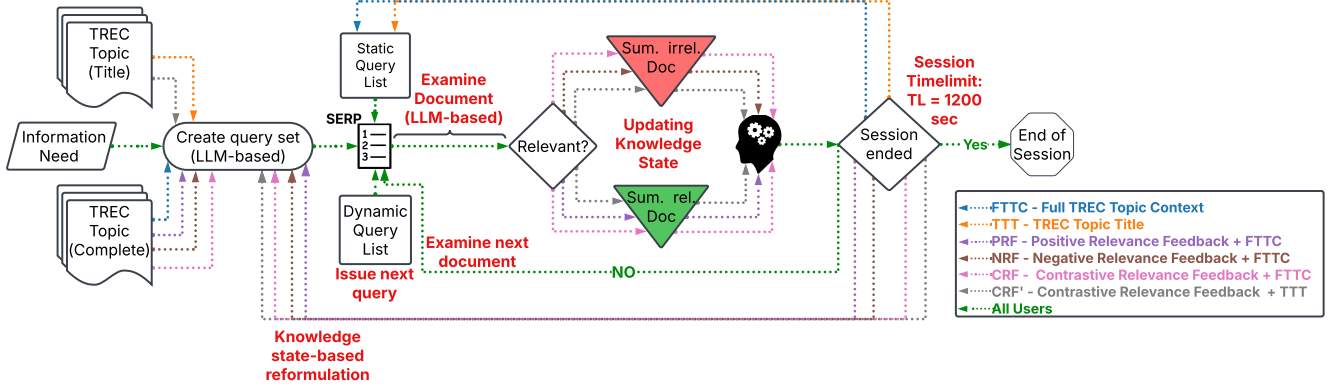 TREC
Topic
(Title)
Information
Need
TREC
Topic
(Complete)
Create query set
(LLM-based)
Static
Query
List
SERP
1
2
3
Dynamic
Query
List
Issue next
query
Examine
Document
(LLM-based)
Examine next
document
Relevant?
Sum. irrel.
Doc
Updating
Knowledge
State
Sum. rel.
Doc
NO
Knowledge
state-based
reformulation
Session
Timelimit:
TL = 1200
sec
Session
ended
Yes
End of
Session
FTTC - Full TREC Topic Context
TTT - TREC Topic Title
PRF - Positive Relevance Feedback + FTTC
NRF - Negative Relevance Feedback + FTTC
CRF - Contrastive Relevance Feedback + FTTC
CRF' - Contrastive Relevance Feedback + TTT
All Users